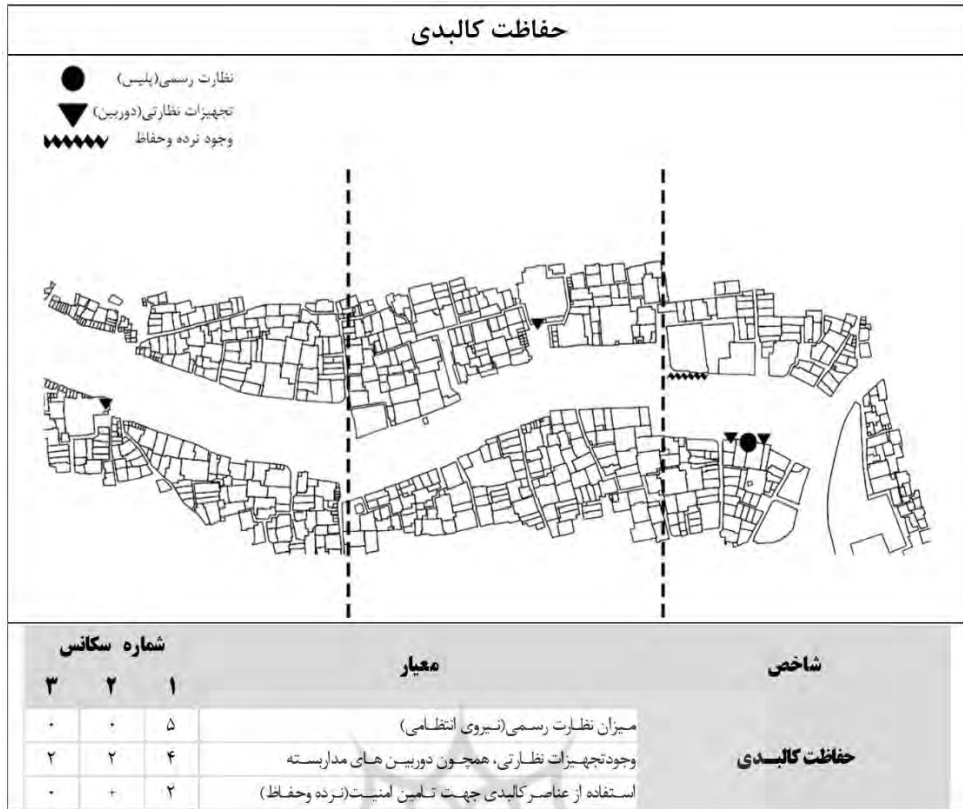 حفاظت کالبدی
نظارت رسمی(پلیس)
تجهیزات نظارتی(دوربین)
وجود نرده وحفاظ
شاخص معیار شماره سکانس
۱ ۲ ۳
حفاظت کالبـدی
میزان نظارت رسمی(نیروی انتظامی) ۵ ۰ ۰
وجودتجهیزات نظارتی، همچون دوربین های مداربسته ۴ ۲ ۲
استفاده از عناصر کالبدی جهت تامین امنیت(نرده وحفاظ) ۲ ۰ ۰